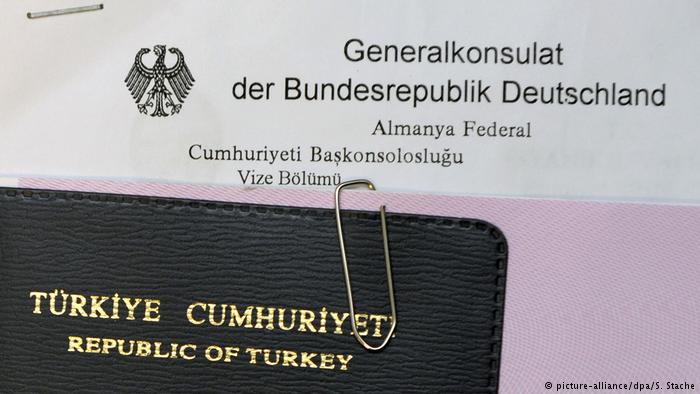 Generalkonsulat
der Bundesrepublik Deutschland
Almanya Federal
Cumhuriyeti Başkonsolosluğu
Vize Bölümü
TÜRKİYE CUMHURİYETİ
REPUBLIC OF TURKEY
© picture-alliance/dpa/S. Stache